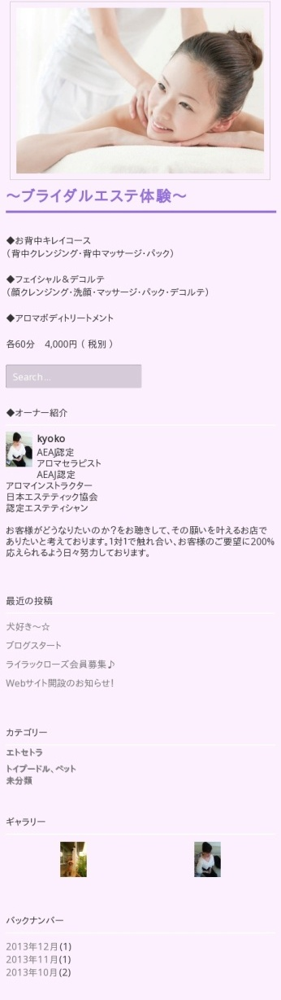 ～ブライダルエステ体験～
◆お背中キレイコース
（背中クレンジング・背中マッサージ・パック）
◆フェイシャル＆デコルテ
（顔クレンジング・洗顔・マッサージ・パック・デコルテ）
◆アロマボディトリートメント
各60分　4,000円（ 税別 ）
Search...
◆オーナー紹介
kyoko
AEAJ認定
アロマセラピスト
AEAJ認定
アロマインストラクター
日本エステティック協会
認定エステティシャン
お客様がどうなりたいのか？をお聴きして、その願いを叶えるお店で
ありたいと考えております。1対1で触れ合い、お客様のご要望に200%
応えられるよう日々努力しております。
最近の投稿
犬好き～☆
ブログスタート
ライラックローズ会員募集♪
Webサイト開設のお知らせ！
カテゴリー
エトセトラ
トイプードル、ペット
未分類
ギャラリー
バックナンバー
2013年12月(1)
2013年11月(1)
2013年10月(2)